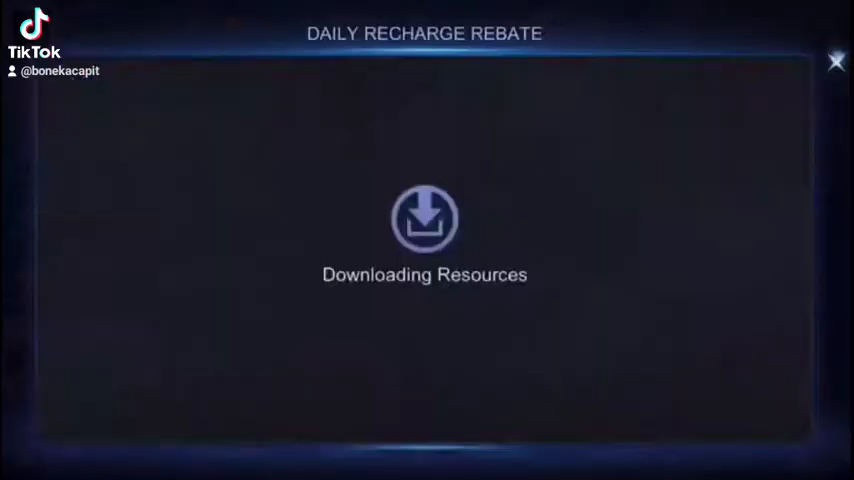 DAILY RECHARGE REBATE
TikTok
@bonekacapit
Downloading Resources